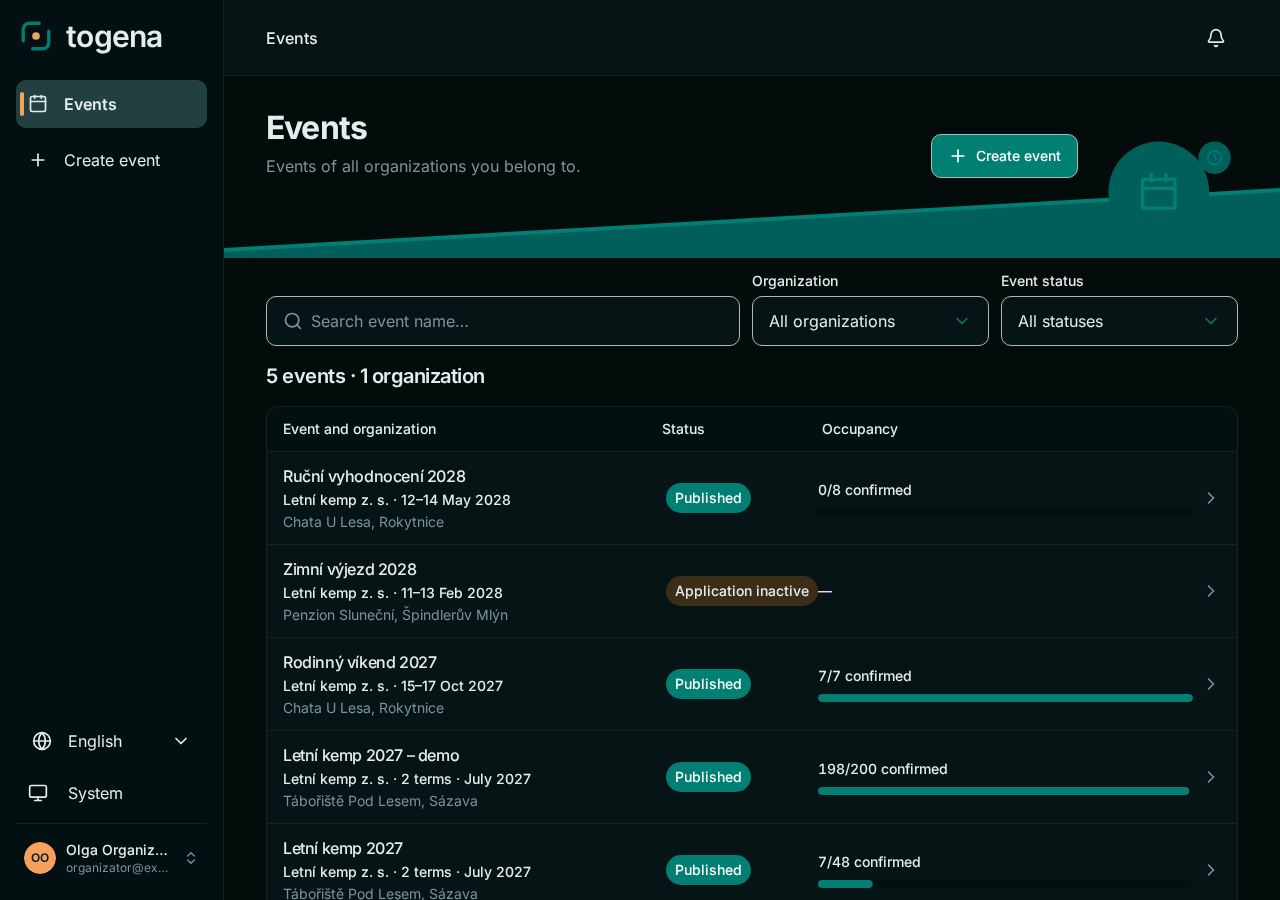 togena
Events
Events
Create event
Events
Events of all organizations you belong to.
Create event
Organization
Event status
Search event name…
All organizations
All statuses
5 events · 1 organization
Event and organization
Status
Occupancy
Ruční vyhodnocení 2028
Letní kemp z. s. · 12–14 May 2028
Chata U Lesa, Rokytnice
Published
0/8 confirmed
Zimní výjezd 2028
Letní kemp z. s. · 11–13 Feb 2028
Penzion Sluneční, Špindlerův Mlýn
Application inactive
—
Rodinný víkend 2027
Letní kemp z. s. · 15–17 Oct 2027
Chata U Lesa, Rokytnice
Published
7/7 confirmed
Letní kemp 2027 – demo
Letní kemp z. s. · 2 terms · July 2027
Tábořiště Pod Lesem, Sázava
Published
198/200 confirmed
Letní kemp 2027
Letní kemp z. s. · 2 terms · July 2027
Tábořiště Pod Lesem, Sázava
Published
7/48 confirmed
English
System
OO
Olga Organiz…
organizator@ex…